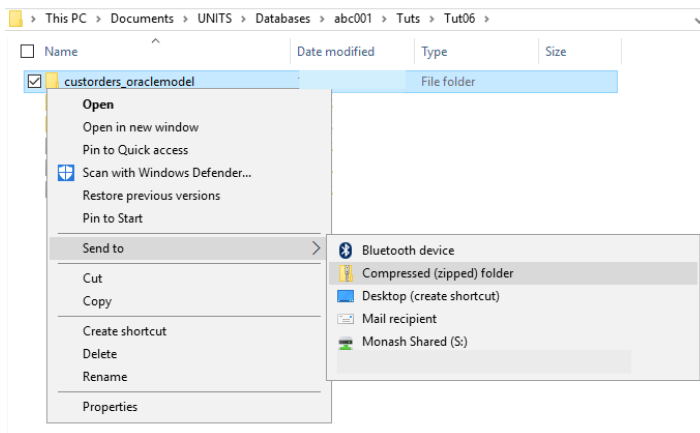 This PC > Documents > UNITS > Databases > abc001 > Tuts > Tut06 >
Name Date modified Type Size
custorders_oraclemodel File folder
Open
Open in new window
Pin to Quick access
Scan with Windows Defender...
Restore previous versions
Pin to Start
Send to
Bluetooth device
Compressed (zipped) folder
Desktop (create shortcut)
Mail recipient
Monash Shared (S:)
Cut
Copy
Create shortcut
Delete
Rename
Properties